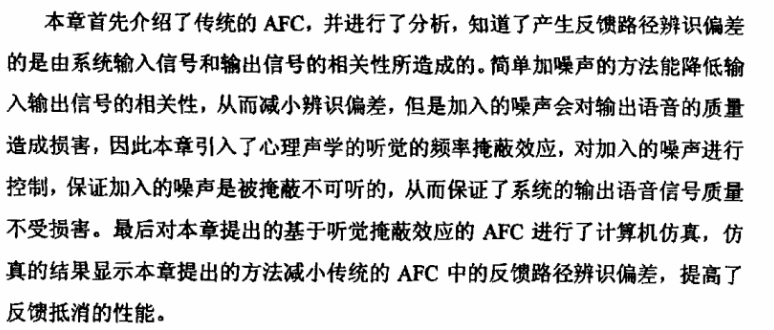 本章首先介绍了传统的 AFC，并进行了分析，知道了产生反馈路径辨识偏差
的是由系统输入信号和输出信号的相关性所造成的。简单加噪声的方法能降低输
入输出信号的相关性，从而减小辨识偏差，但是加入的噪声会对输出语音的质量
造成损害，因此本章引入了心理声学的听觉的频率掩蔽效应，对加入的噪声进行
控制，保证加入的噪声是被掩蔽不可听的，从而保证了系统的输出语音信号质量
不受损害。最后对本章提出的基于听觉掩蔽效应的 AFC 进行了计算机仿真，仿
真的结果显示本章提出的方法减小传统的 AFC 中的反馈路径辨识偏差，提高了
反馈抵消的性能。